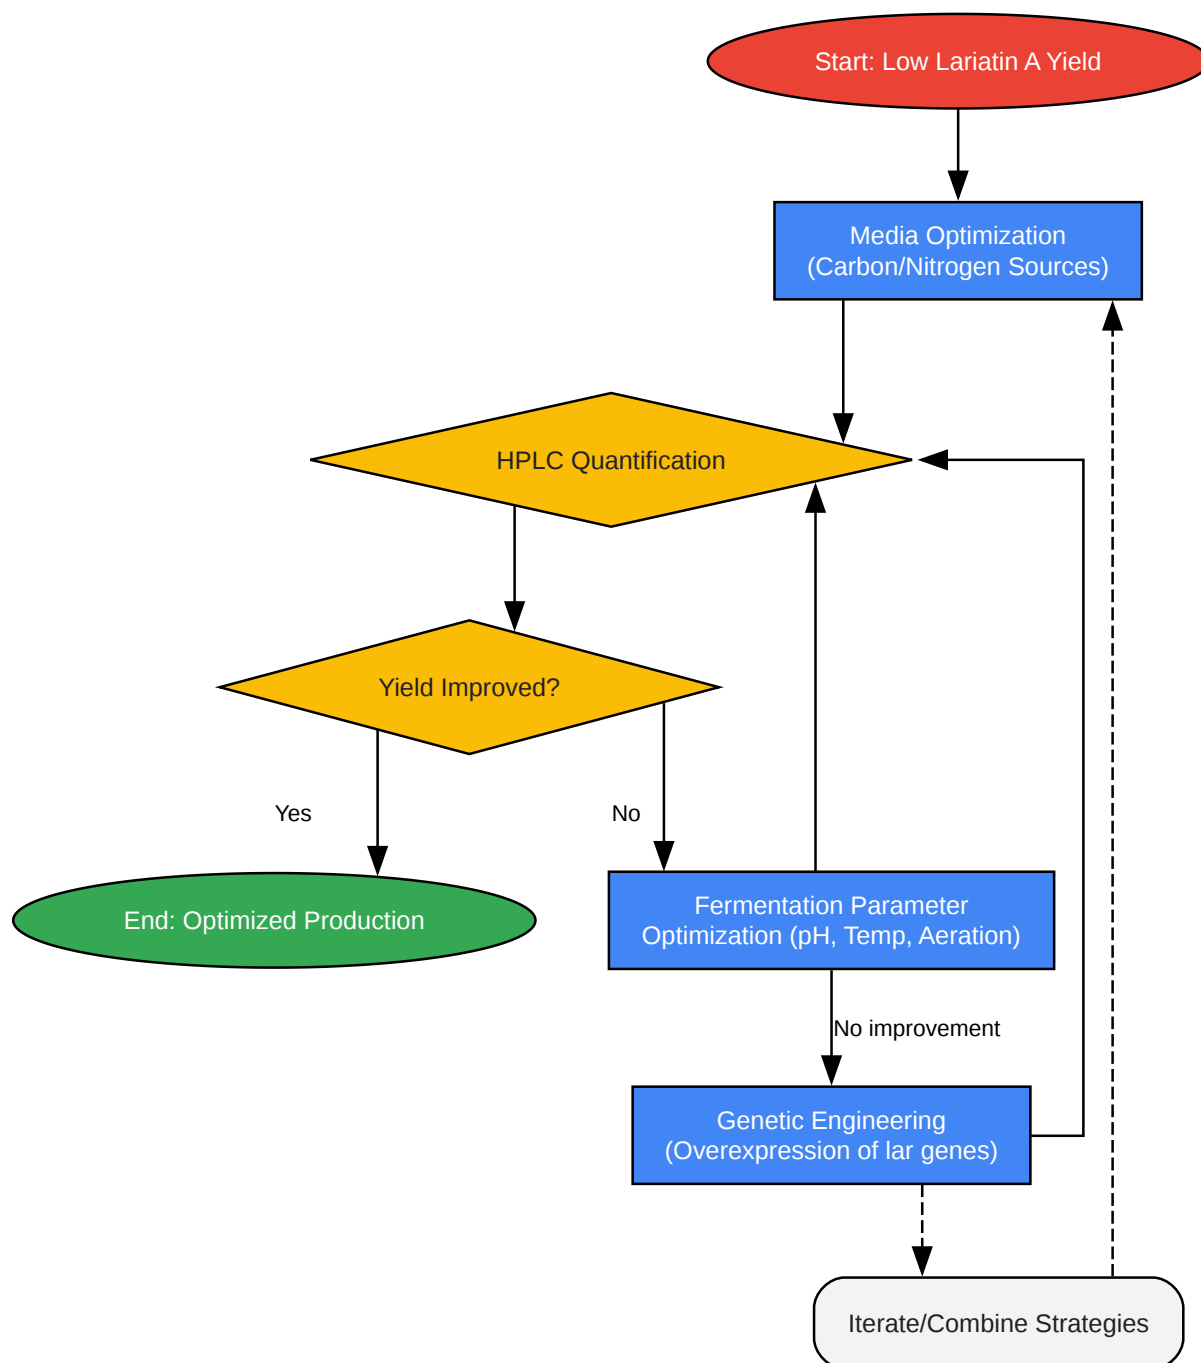 Start: Low Lariatin A Yield
Media Optimization
(Carbon/Nitrogen Sources)
HPLC Quantification
Yield Improved?
Yes
No
End: Optimized Production
Fermentation Parameter
Optimization (pH, Temp, Aeration)
No improvement
Genetic Engineering
(Overexpression of lar genes)
Iterate/Combine Strategies